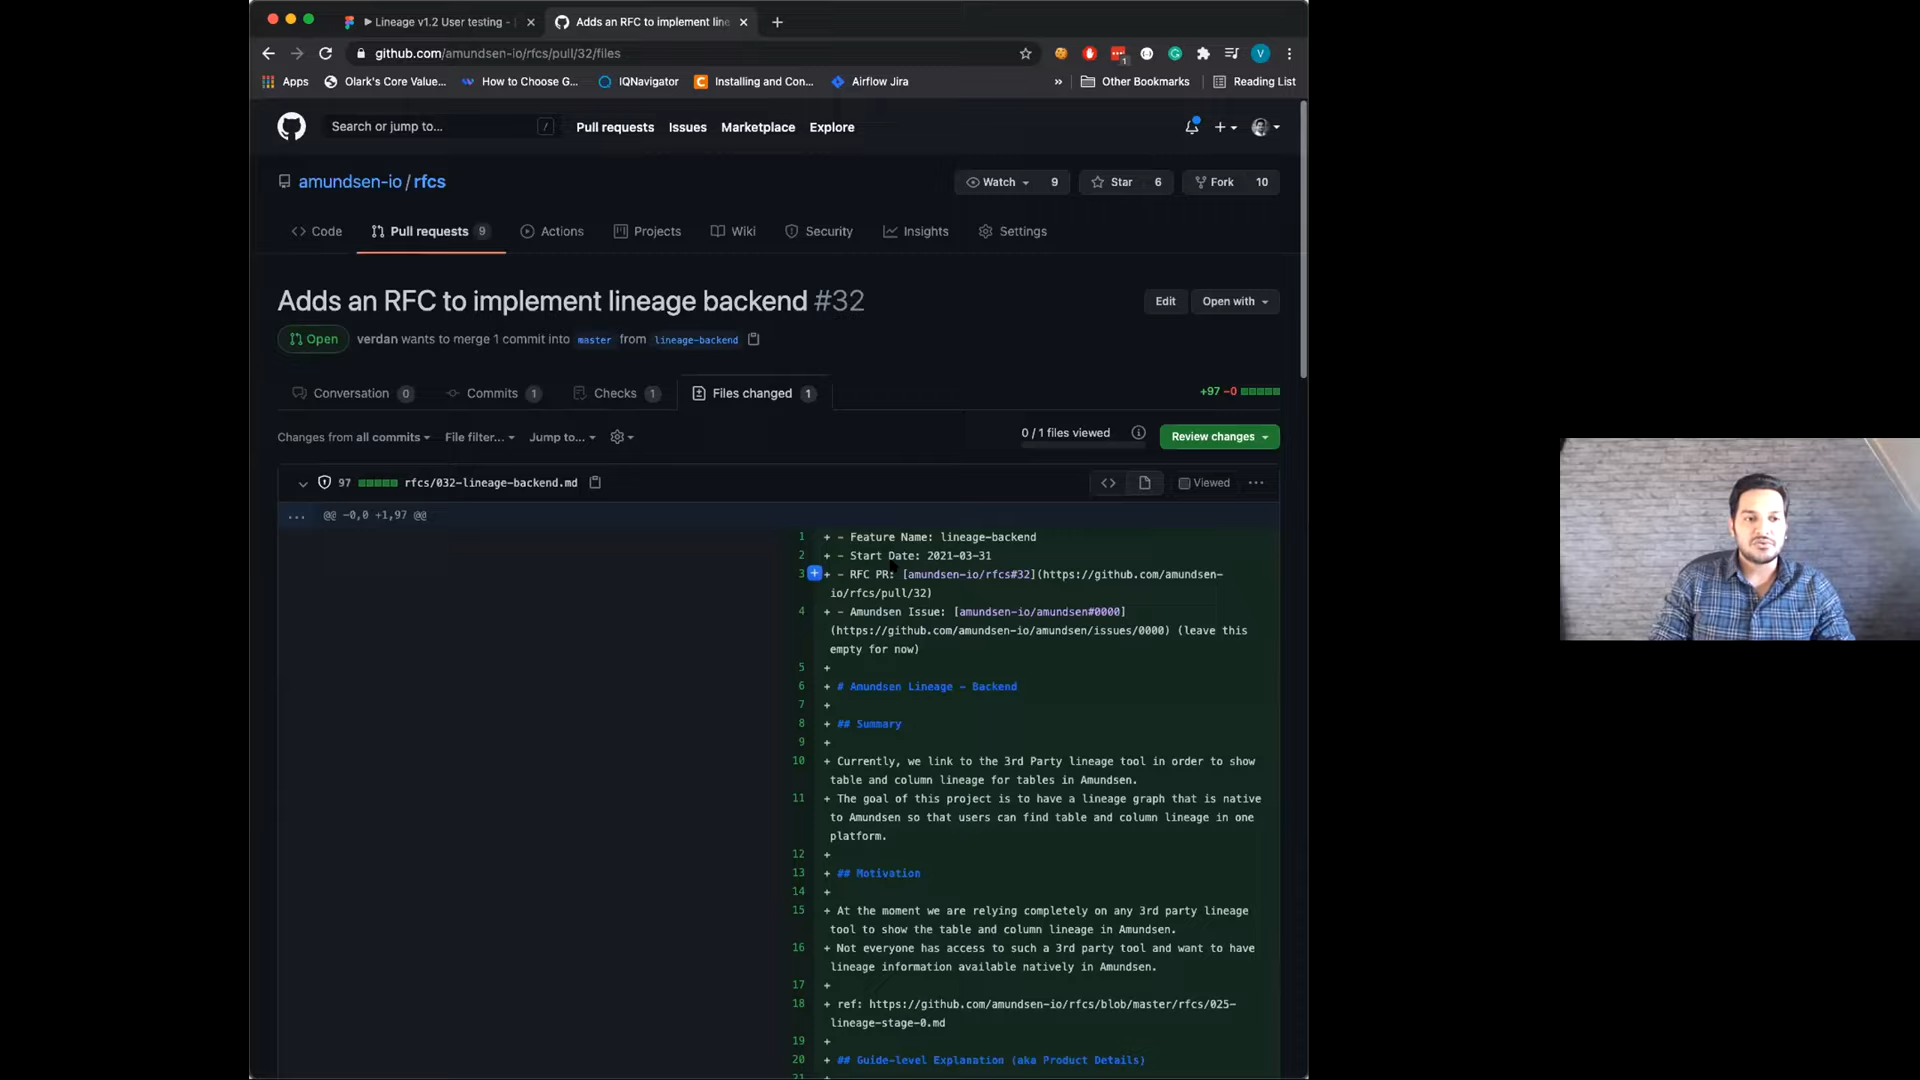 Lineage v1.2 User testing -
Adds an RFC to implement line
github.com/amundsen-io/rfcs/pull/32/files
1
V
Apps
Olark's Core Value...
How to Choose G...
IQNavigator
Installing and Con...
Airflow Jira
»
Other Bookmarks
Reading List
Search or jump to...
/
Pull requests
Issues
Marketplace
Explore
amundsen-io / rfcs
Watch 9
Star 6
Fork 10
Code
Pull requests 9
Actions
Projects
Wiki
Security
Insights
Settings
Adds an RFC to implement lineage backend #32
Edit
Open with
Open
verdan wants to merge 1 commit into master from lineage-backend
Conversation 0
Commits 1
Checks 1
Files changed 1
+97 −0
Changes from all commits
File filter...
Jump to...
0 / 1 files viewed
Review changes
97 rfcs/032-lineage-backend.md
Viewed
...
... @@ -0,0 +1,97 @@
1 + - Feature Name: lineage-backend
2 + - Start Date: 2021-03-31
3 + - RFC PR: [amundsen-io/rfcs#32](https://github.com/amundsen-
io/rfcs/pull/32)
4 + - Amundsen Issue: [amundsen-io/amundsen#0000]
(https://github.com/amundsen-io/amundsen/issues/0000) (leave this
empty for now)
5 +
6 + # Amundsen Lineage - Backend
7 +
8 + ## Summary
9 +
10 + Currently, we link to the 3rd Party lineage tool in order to show
table and column lineage for tables in Amundsen.
11 + The goal of this project is to have a lineage graph that is native
to Amundsen so that users can find table and column lineage in one
platform.
12 +
13 + ## Motivation
14 +
15 + At the moment we are relying completely on any 3rd party lineage
tool to show the table and column lineage in Amundsen.
16 + Not everyone has access to such a 3rd party tool and want to have
lineage information available natively in Amundsen.
17 +
18 + ref: https://github.com/amundsen-io/rfcs/blob/master/rfcs/025-
lineage-stage-0.md
19 +
20 + ## Guide-level Explanation (aka Product Details)
21 +